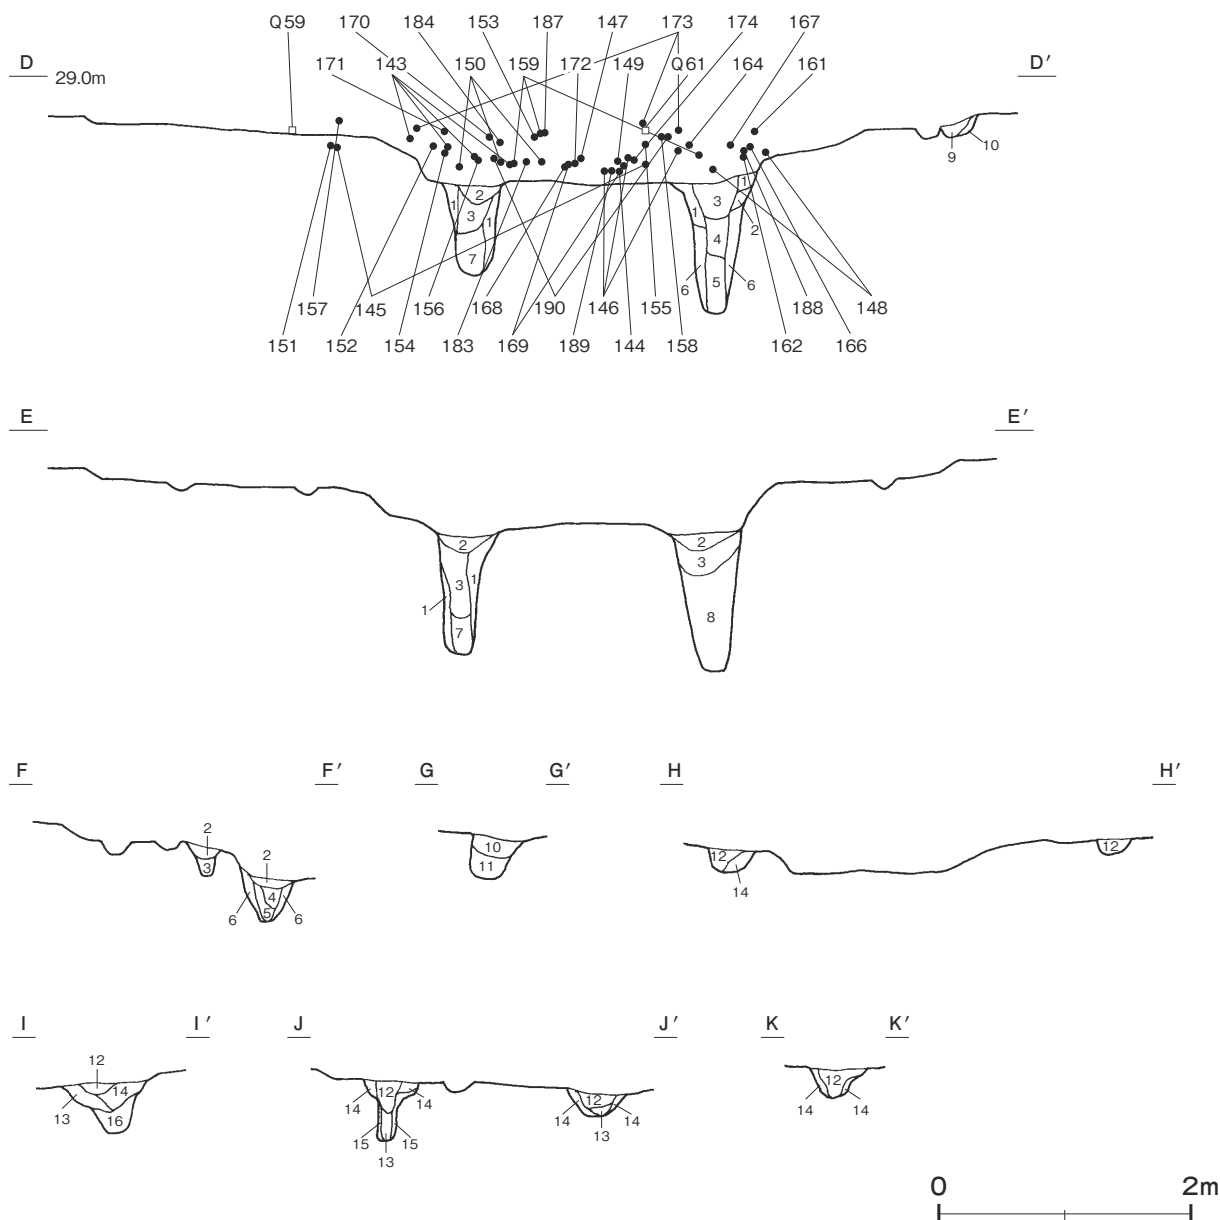 Q59 170 184 153 187 147 173 174 167
D 29.0m 171 143 150 159 172 149 Q61 164 161 D′
9 10
1 2 3 1 7
1 3 1 2 4 5 6 6
157 145 156 168 190 146 155 188 148
151 152 154 183 169 189 144 158 162 166
E E′
2 3 1 1 7
2 3 8
F F′ G G′ H H′
2 3 2 4 5 6 6
10 11
12 14 12
I I′ J J′ K K′
12 14 13 16
12 14 14 15 15 13
12 14 14 13
12 14 14
0 2m